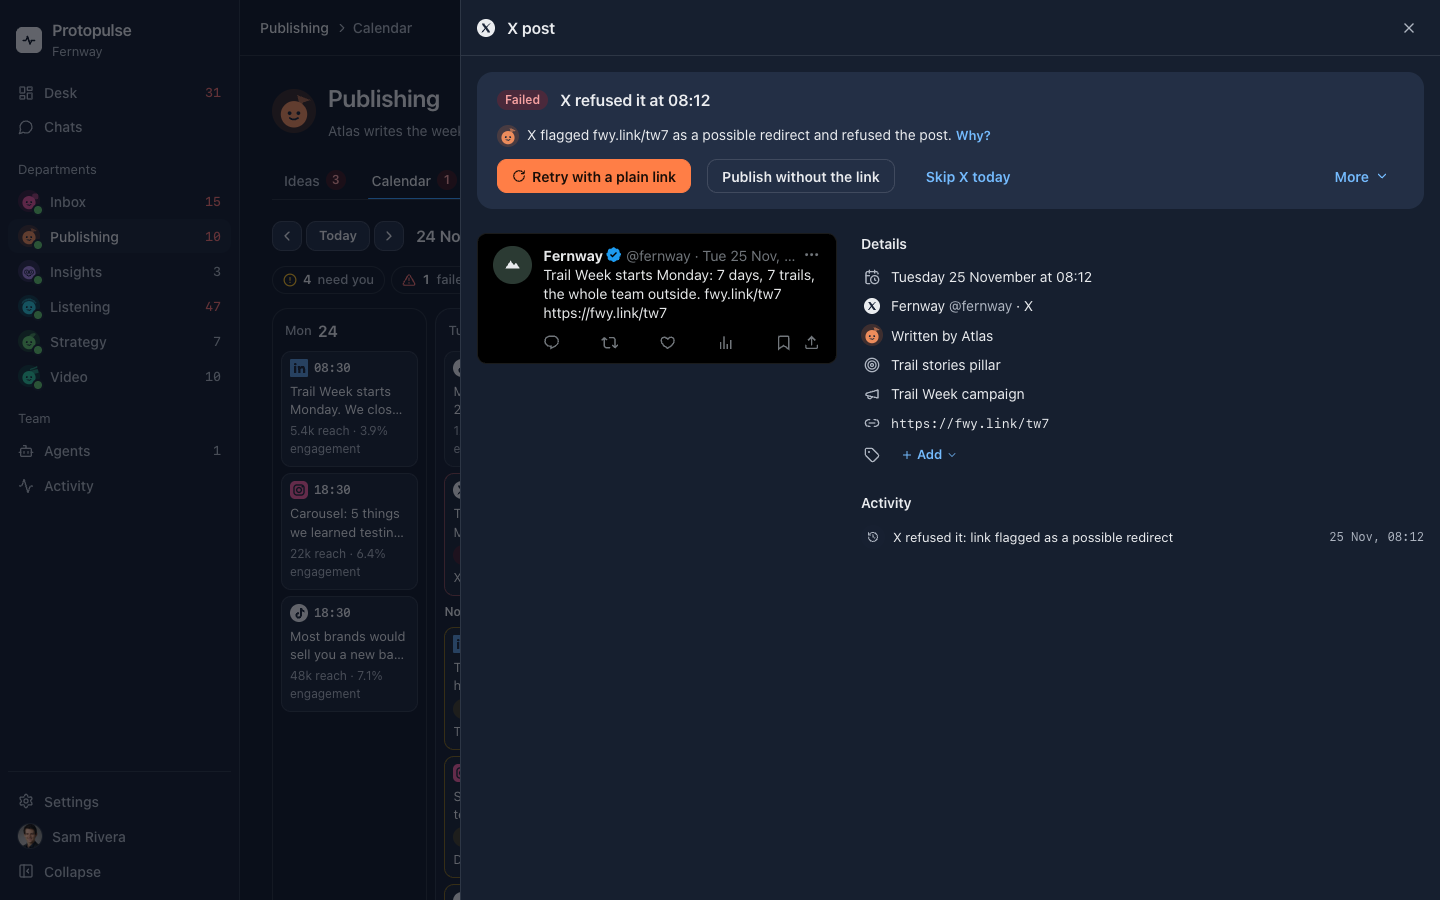 Protopulse
Fernway
Desk 31
Chats
Departments
Inbox 15
Publishing 10
Insights 3
Listening 47
Strategy 7
Video 10
Team
Agents 1
Activity
Settings
Sam Rivera
Collapse
Publishing > Calendar
Publishing
Atlas writes the week
Ideas 3
Calendar 1
Today
24 No
4 need you
1 faile
Mon 24
08:30
Trail Week starts
Monday. We clos...
5.4k reach · 3.9%
engagement
18:30
Carousel: 5 things
we learned testin...
22k reach · 6.4%
engagement
18:30
Most brands would
sell you a new ba...
48k reach · 7.1%
engagement
X post
Failed X refused it at 08:12
X flagged fwy.link/tw7 as a possible redirect and refused the post. Why?
Retry with a plain link
Publish without the link
Skip X today
More
Fernway @fernway · Tue 25 Nov, ...
Trail Week starts Monday: 7 days, 7 trails,
the whole team outside. fwy.link/tw7
https://fwy.link/tw7
Details
Tuesday 25 November at 08:12
Fernway @fernway · X
Written by Atlas
Trail stories pillar
Trail Week campaign
https://fwy.link/tw7
+ Add
Activity
X refused it: link flagged as a possible redirect 25 Nov, 08:12